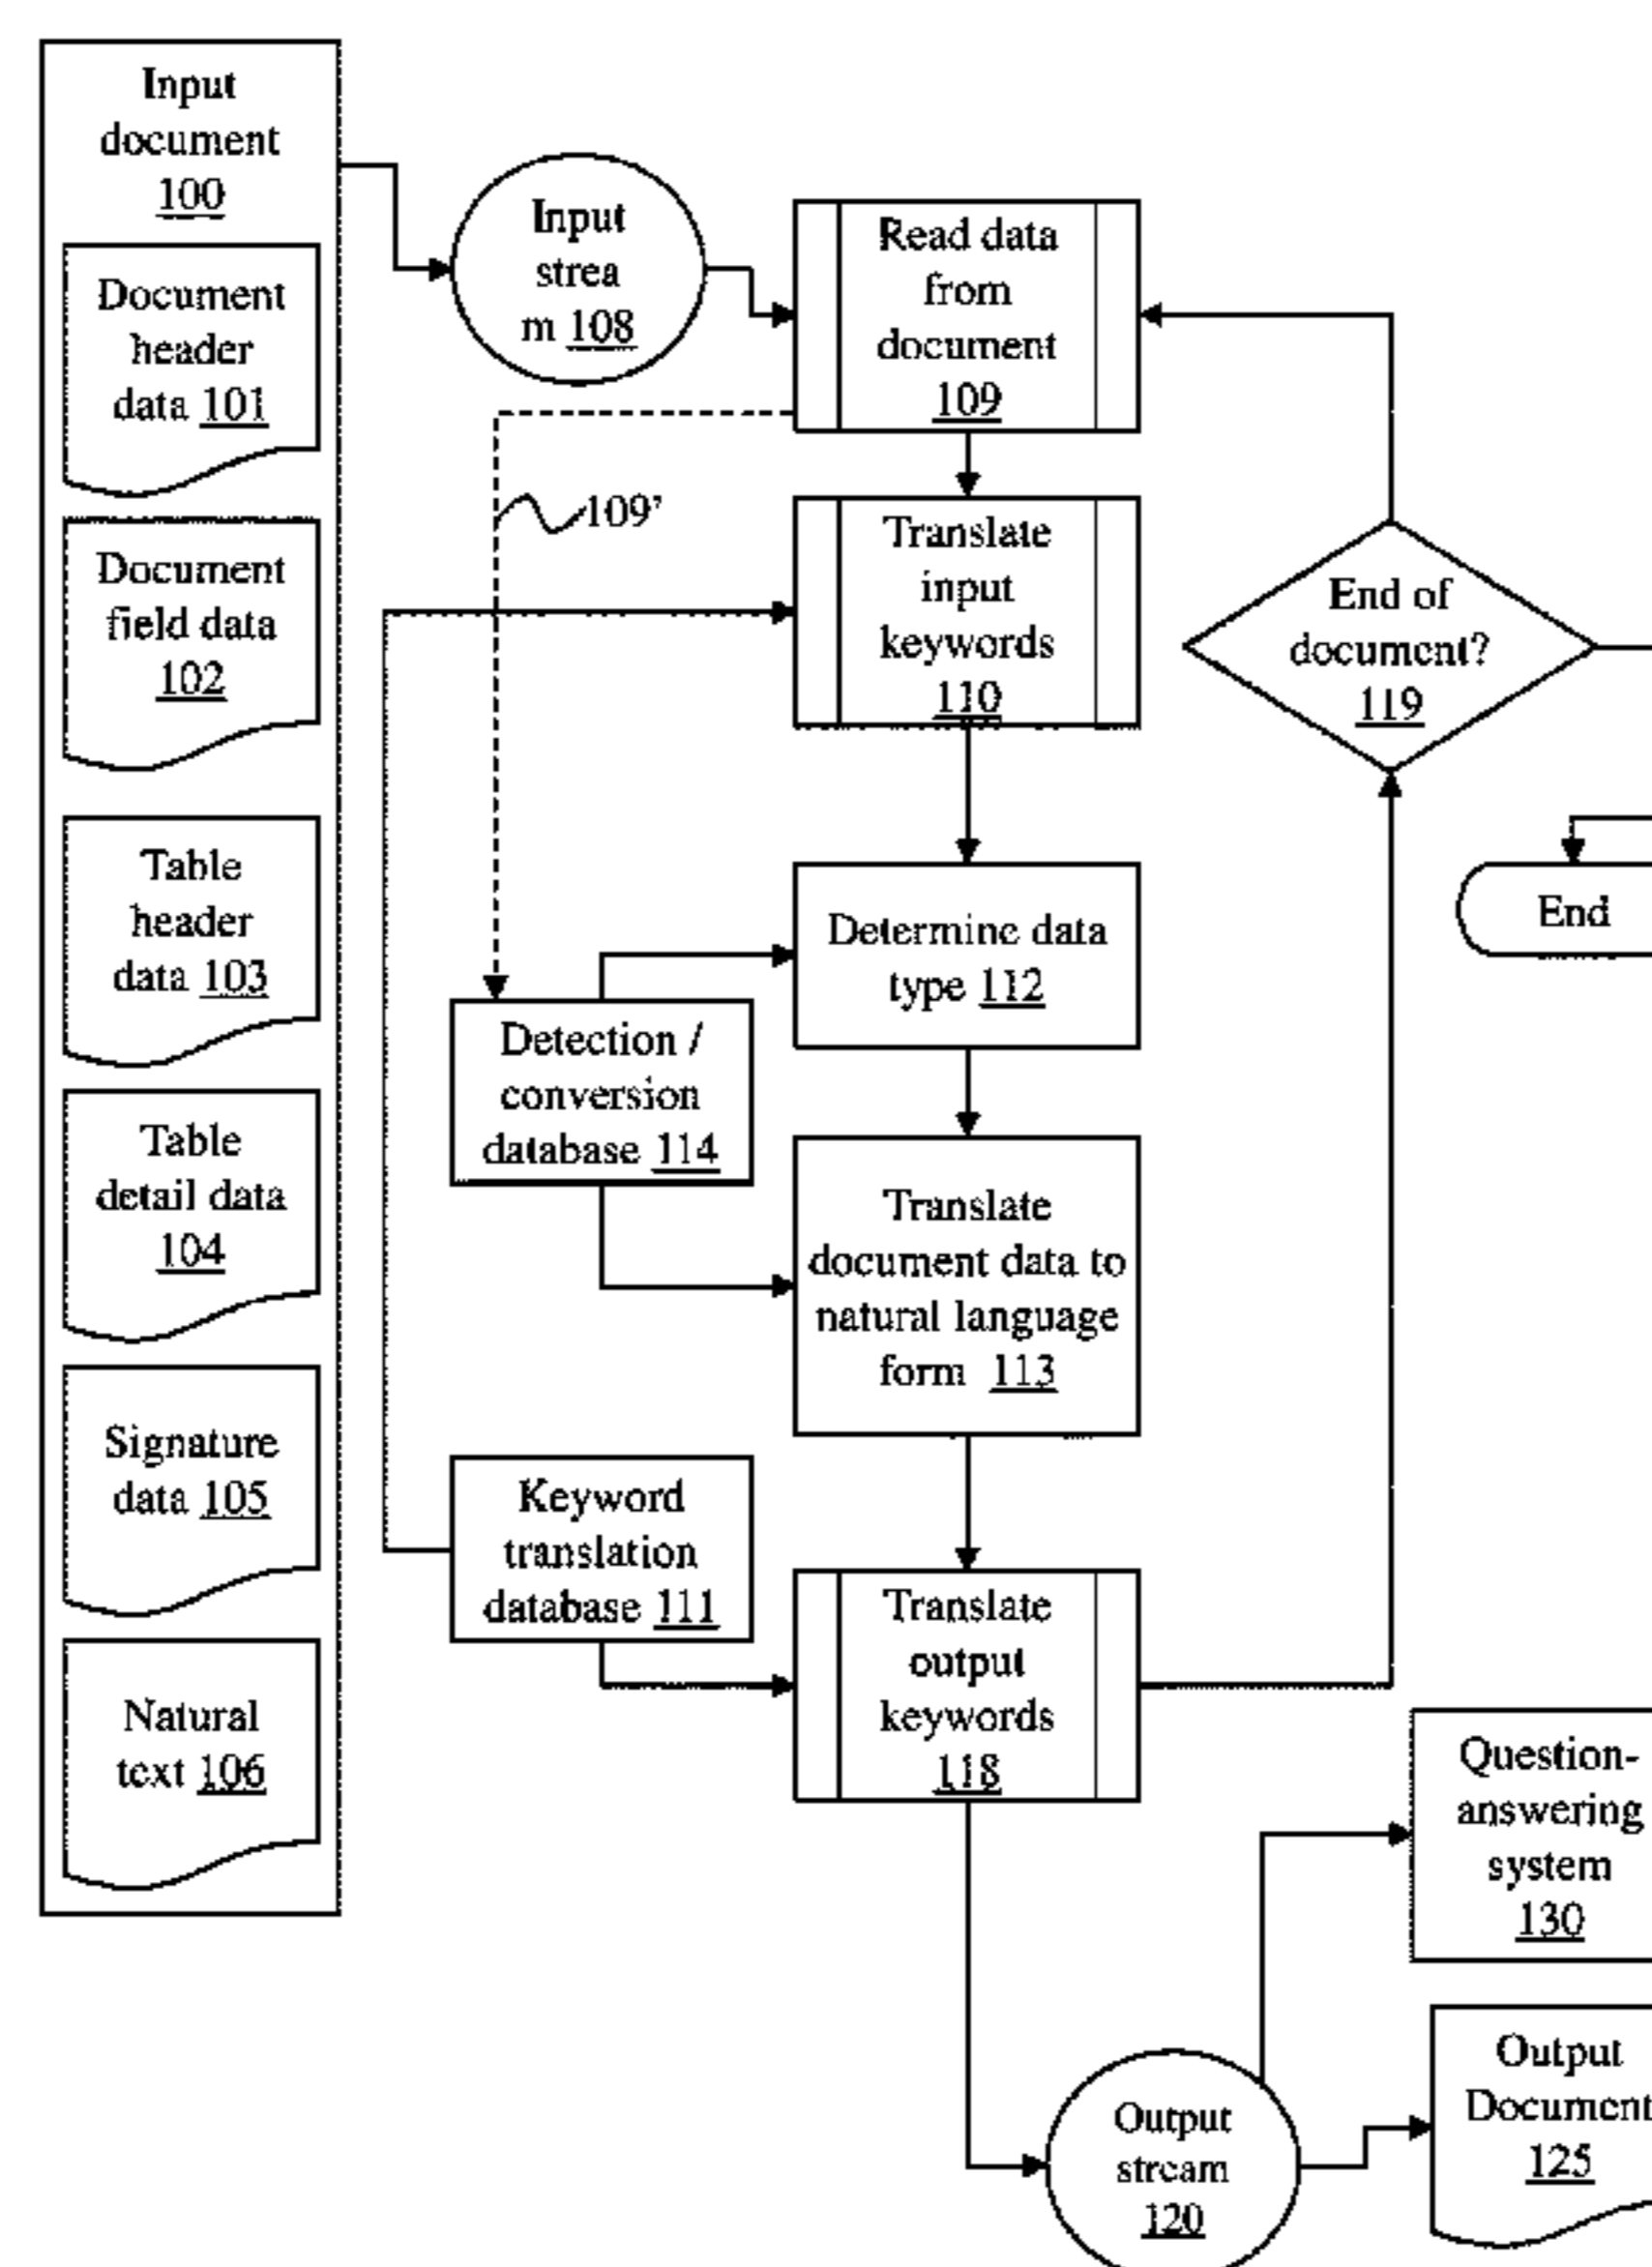 Input
document
100
Document
header
data 101
Document
field data
102
Table
header
data 103
Table
detail data
104
Signature
data 105
Natural
text 106
Input
strea
m 108
109’
Detection /
conversion
database 114
Keyword
translation
database 111
Read data
from
document
109
Translate
input
keywords
110
Determine data
type 112
Translate
document data to
natural language
form 113
Translate
output
keywords
118
End of
document?
119
End
Question-
answering
system
130
Output
stream
120
Output
Document
125